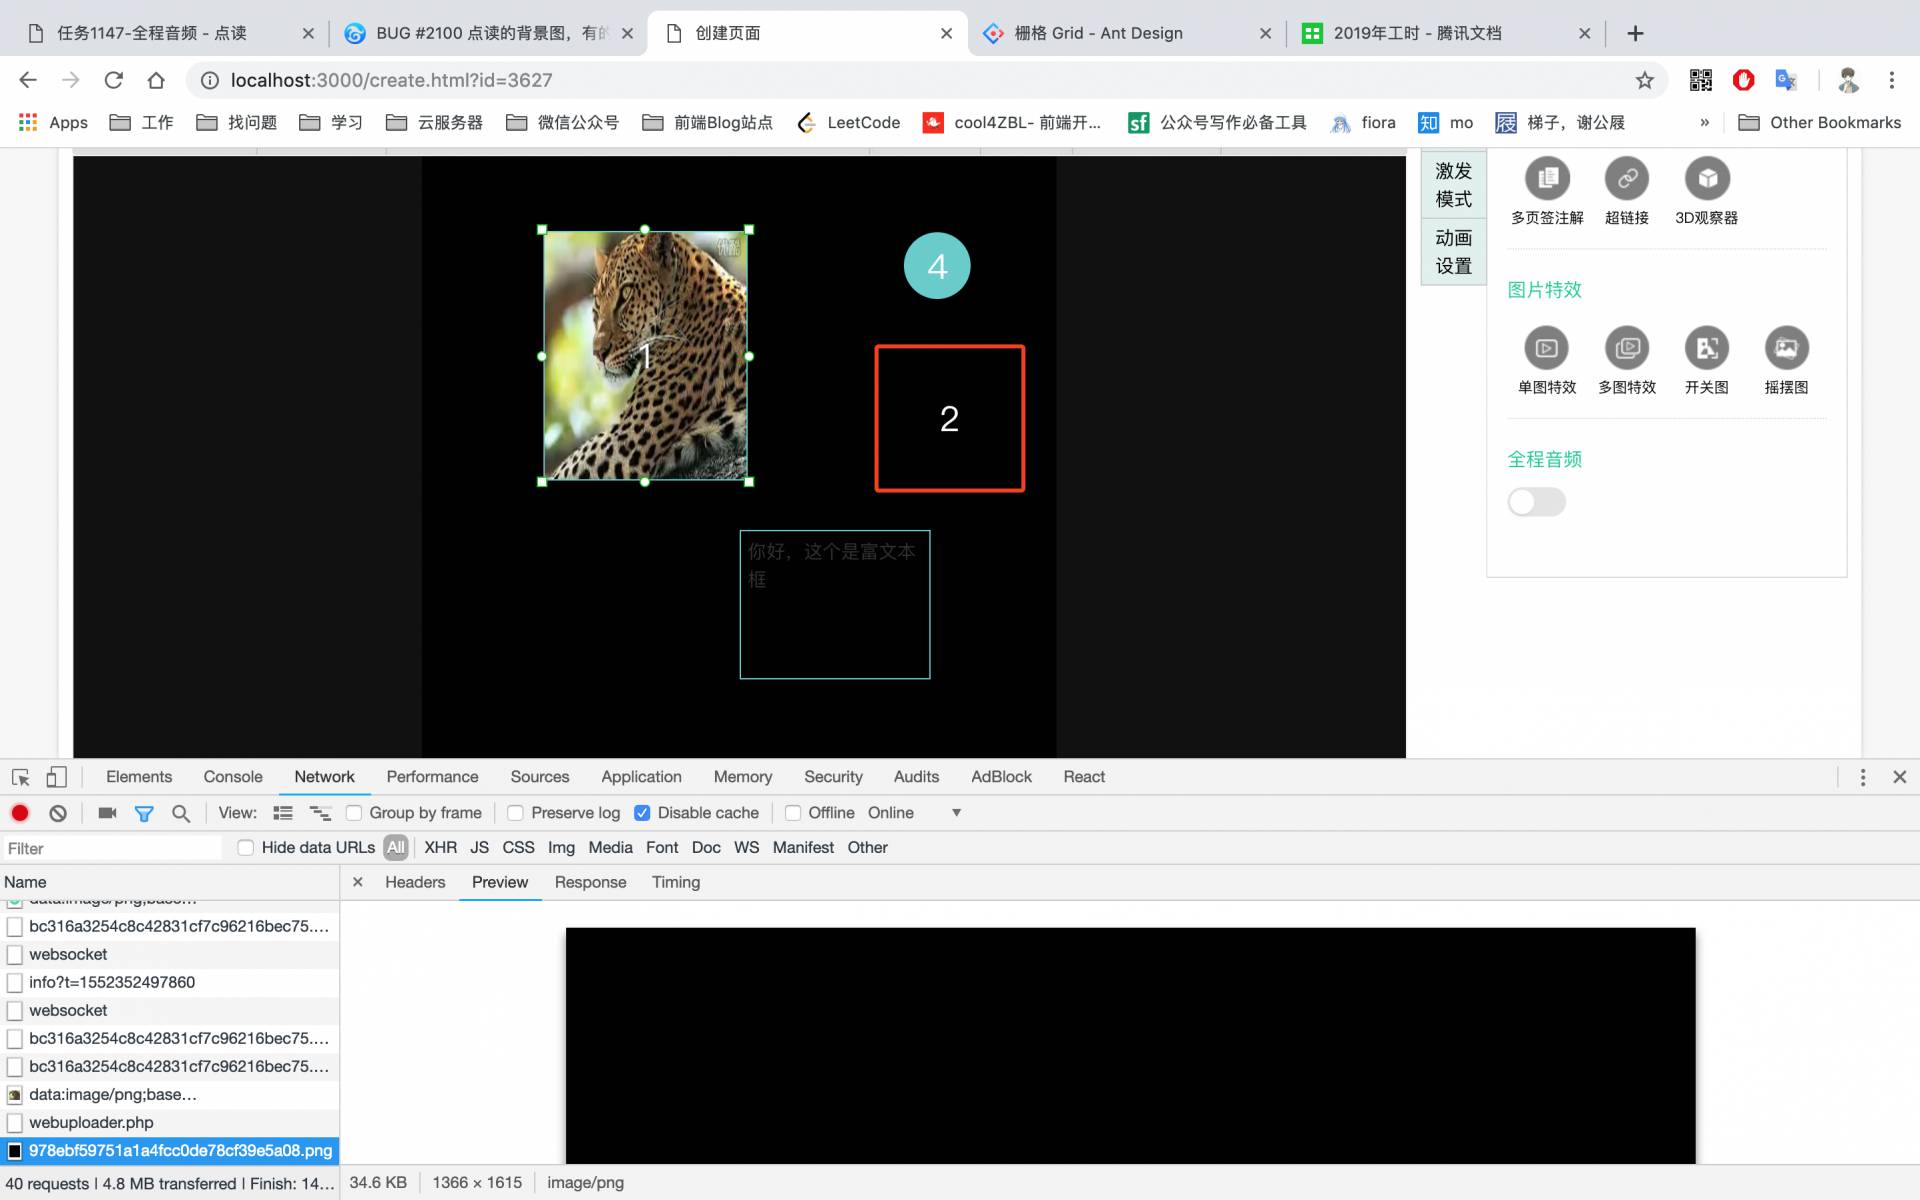 任务1147-全程音频 - 点读
BUG #2100 点读的背景图，有的
创建页面
栅格 Grid - Ant Design
2019年工时 - 腾讯文档
localhost:3000/create.html?id=3627
Apps
工作
找问题
学习
云服务器
微信公众号
前端Blog站点
LeetCode
cool4ZBL- 前端开...
sf 公众号写作必备工具
fiora
知 mo
屐 梯子，谢公屐
»
Other Bookmarks
激发
模式
动画
设置
多页签注解
超链接
3D观察器
图片特效
单图特效
多图特效
开关图
摇摆图
全程音频
1
4
2
你好，这个是富文本
框
Elements
Console
Network
Performance
Sources
Application
Memory
Security
Audits
AdBlock
React
View:
Group by frame
Preserve log
Disable cache
Offline
Online
Filter
Hide data URLs
All
XHR
JS
CSS
Img
Media
Font
Doc
WS
Manifest
Other
Name
Headers
Preview
Response
Timing
data:image/png;base...
bc316a3254c8c42831cf7c96216bec75....
websocket
info?t=1552352497860
websocket
bc316a3254c8c42831cf7c96216bec75....
bc316a3254c8c42831cf7c96216bec75....
data:image/png;base...
webuploader.php
978ebf59751a1a4fcc0de78cf39e5a08.png
40 requests | 4.8 MB transferred | Finish: 14...
34.6 KB
1366 × 1615
image/png